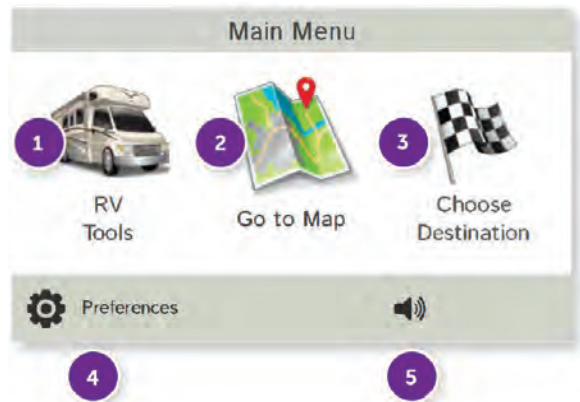 Main Menu
1
2
3
RV
Tools
Go to Map
Choose
Destination
Preferences
4
5